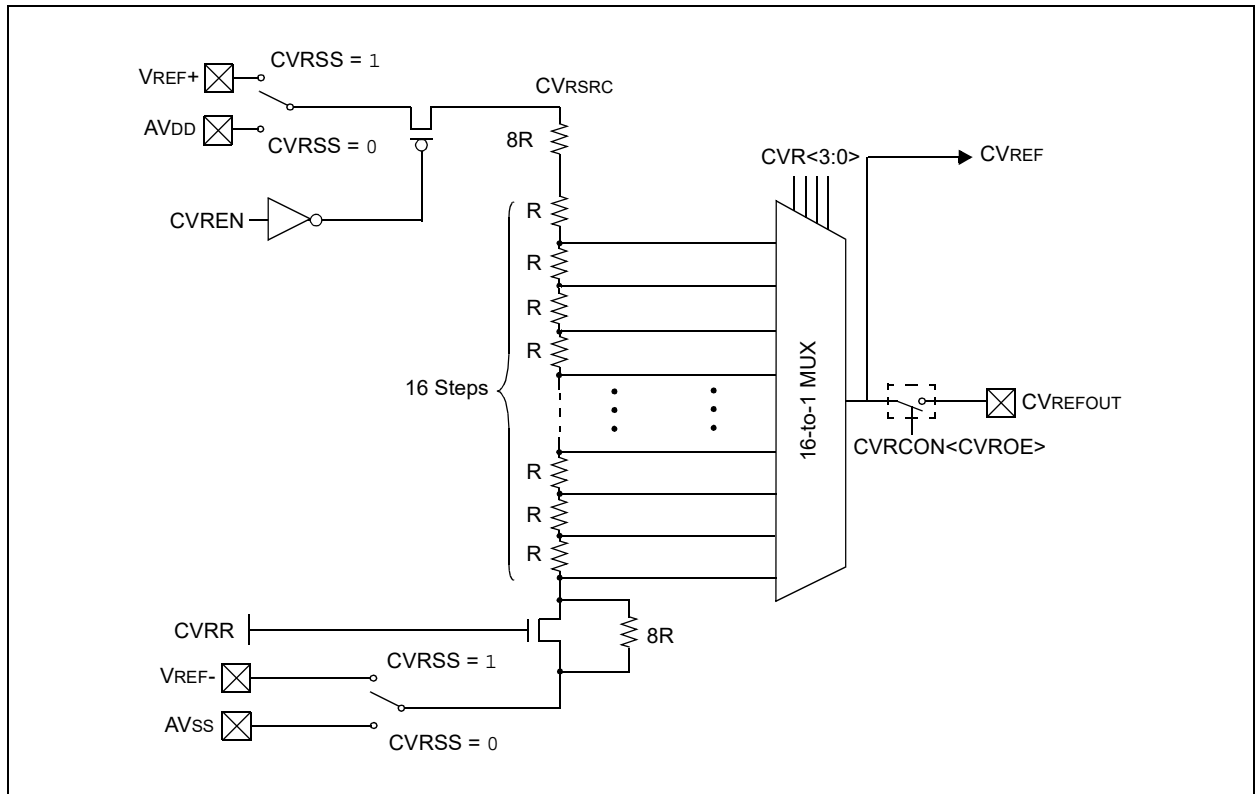 CVRSS = 1
VREF+
CVRSRC
AVDD
8R
CVRSS = 0
CVR<3:0>
CVREF
CVREN
R
R
R
R
16 Steps
16-to-1 MUX
CVREFOUT
CVRCON<CVROE>
R
R
R
CVRR
8R
CVRSS = 1
VREF-
AVSS
CVRSS = 0